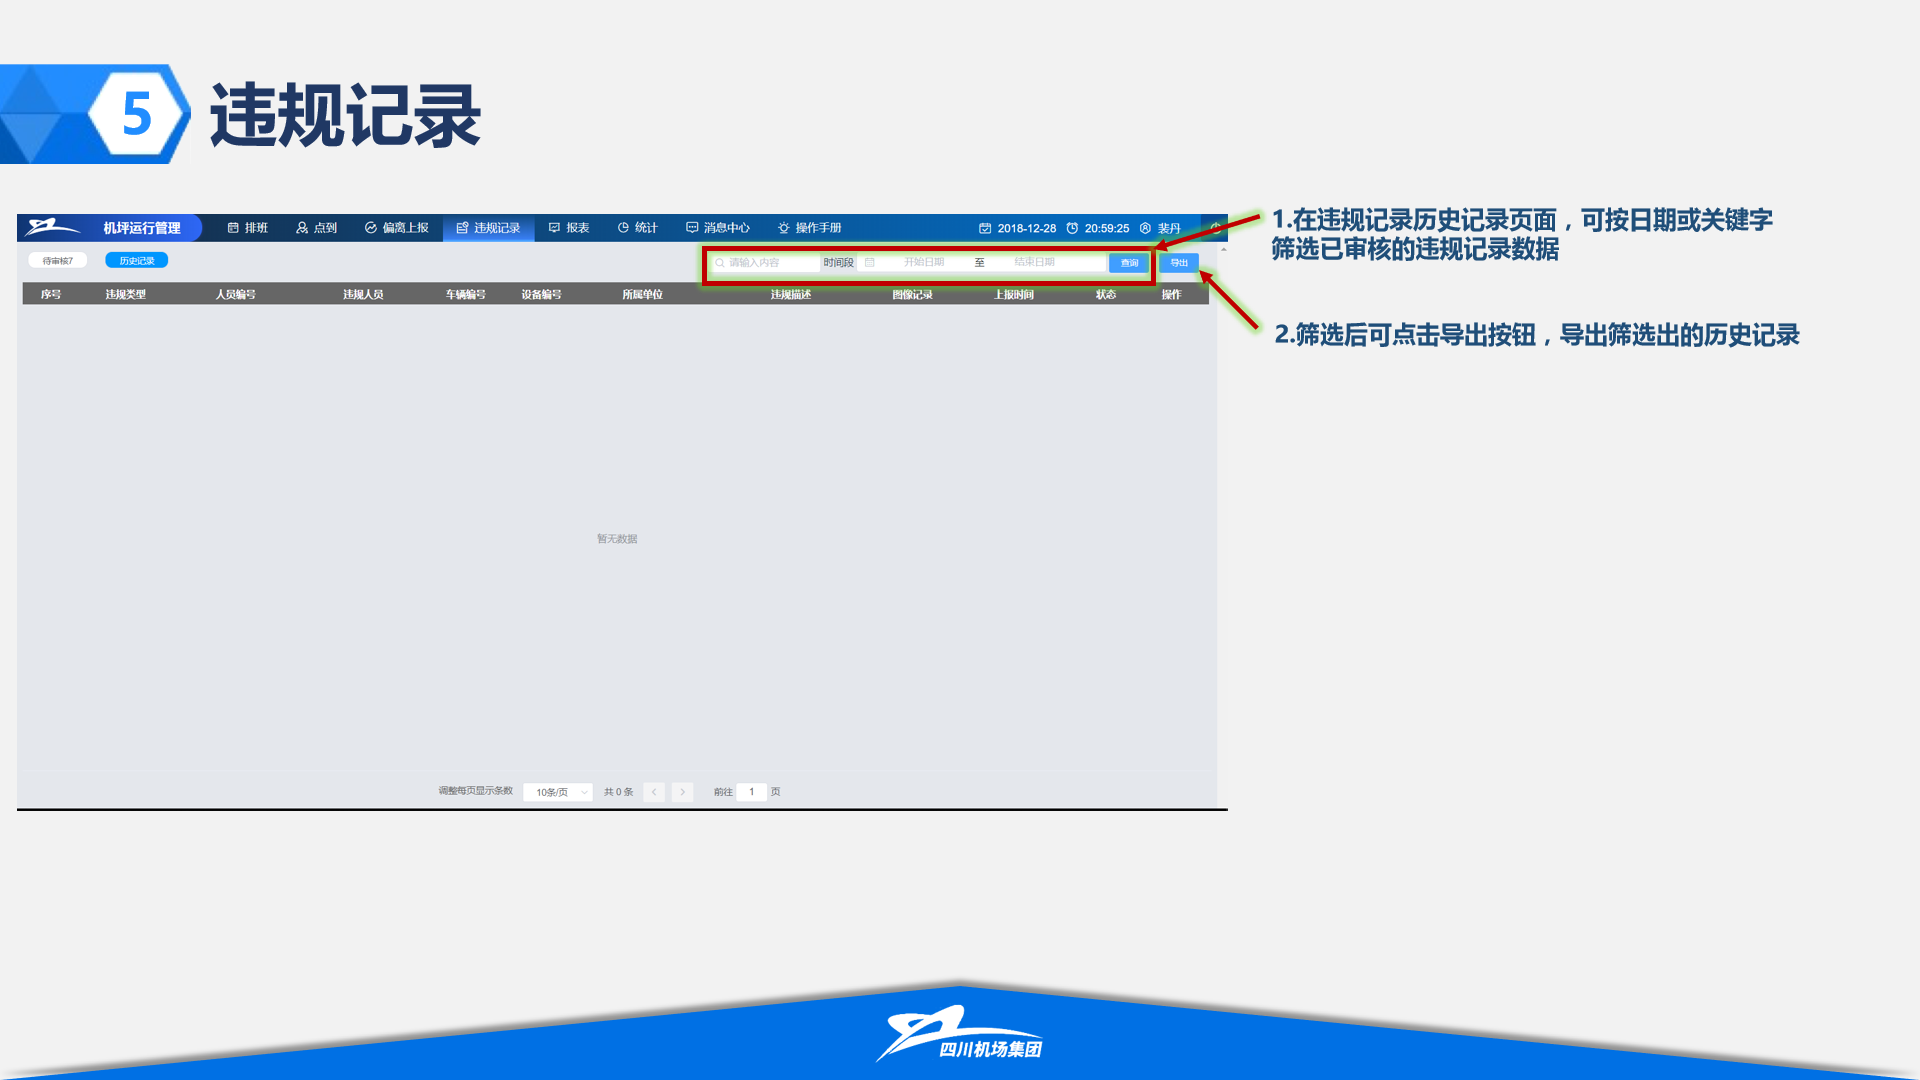 5 违规记录
机坪运行管理 排班 点到 偏离上报 违规记录 报表 统计 消息中心 操作手册 2018-12-28 20:59:25 裴丹
待审核7 历史记录 请输入内容 时间段 开始日期 至 结束日期 查询 导出
序号 违规类型 人员编号 违规人员 车辆编号 设备编号 所属单位 违规描述 图像记录 上报时间 状态 操作
暂无数据
调整每页显示条数 10条/页 共 0 条 前往 1 页
1.在违规记录历史记录页面，可按日期或关键字
筛选已审核的违规记录数据
2.筛选后可点击导出按钮，导出筛选出的历史记录
四川机场集团